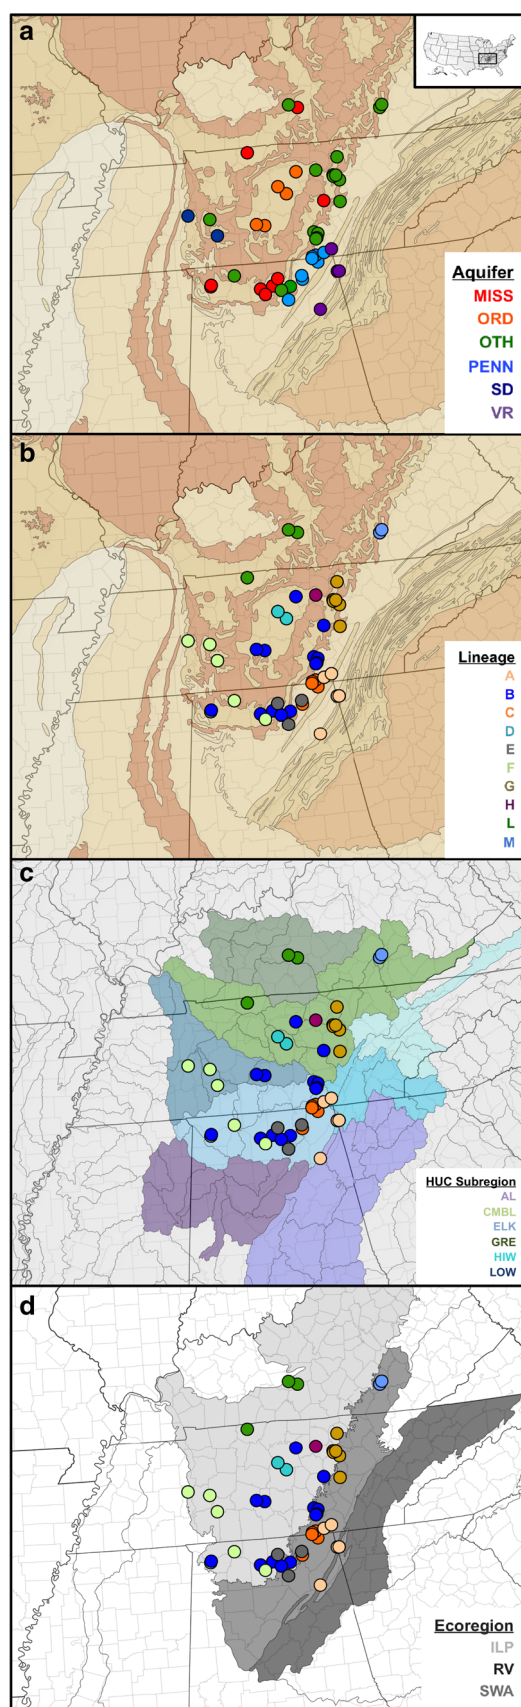 a
Aquifer
MISS
ORD
OTH
PENN
SD
VR
b
Lineage
A
B
C
D
E
F
G
H
L
M
c
HUC Subregion
AL
CMBL
ELK
GRE
HIW
LOW
d
Ecoregion
ILP
RV
SWA